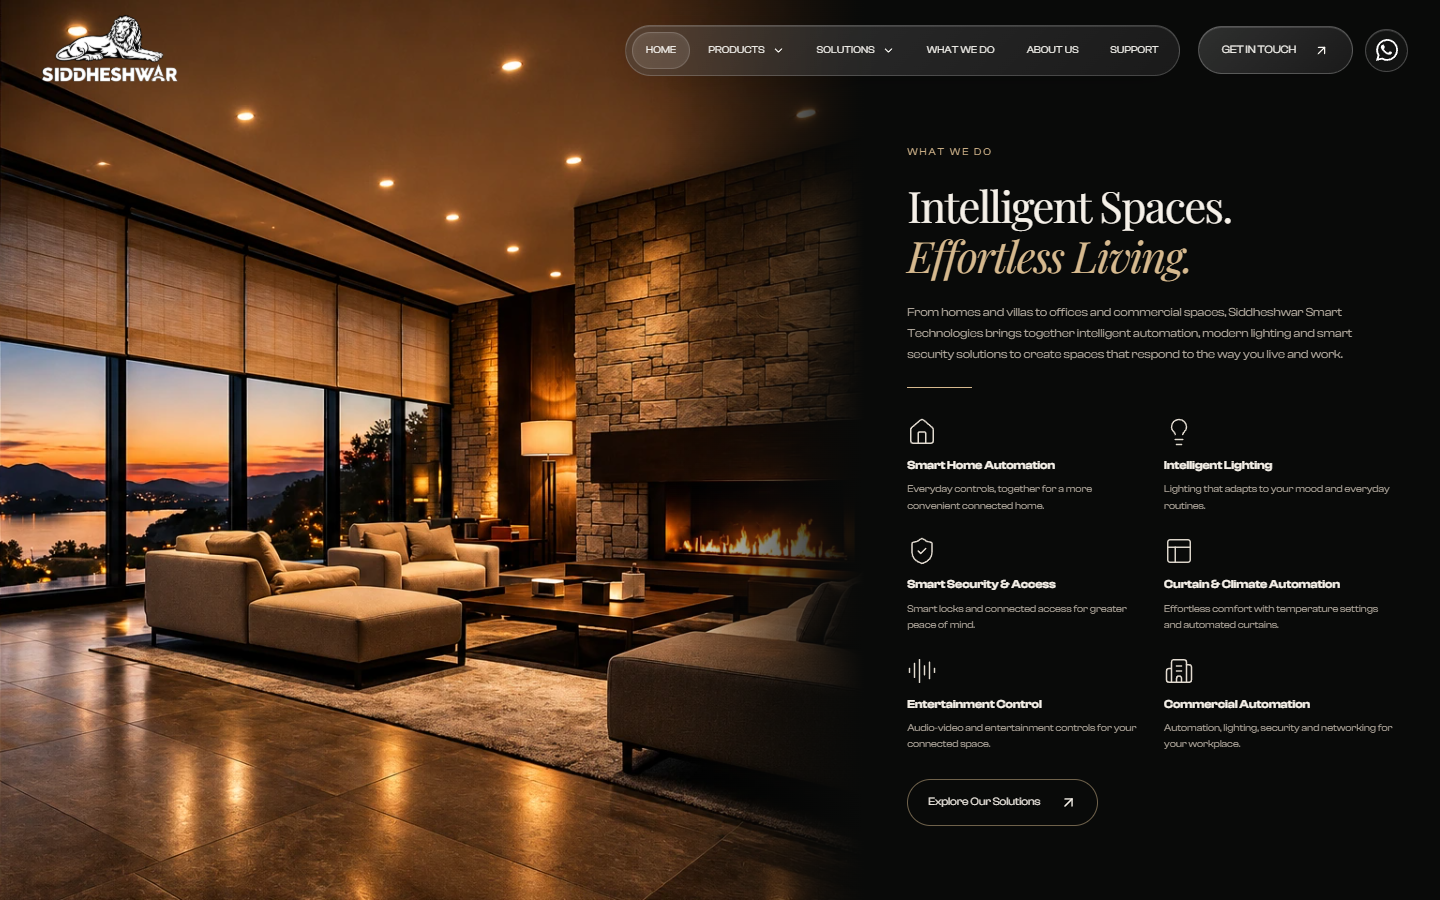 SIDDHESHWAR
HOME PRODUCTS SOLUTIONS WHAT WE DO ABOUT US SUPPORT GET IN TOUCH
WHAT WE DO
Intelligent Spaces.
Effortless Living.
From homes and villas to offices and commercial spaces, Siddheshwar Smart
Technologies brings together intelligent automation, modern lighting and smart
security solutions to create spaces that respond to the way you live and work.
Smart Home Automation
Everyday controls, together for a more
convenient connected home.
Intelligent Lighting
Lighting that adapts to your mood and everyday
routines.
Smart Security & Access
Smart locks and connected access for greater
peace of mind.
Curtain & Climate Automation
Effortless comfort with temperature settings
and automated curtains.
Entertainment Control
Audio-video and entertainment controls for your
connected space.
Commercial Automation
Automation, lighting, security and networking for
your workplace.
Explore Our Solutions